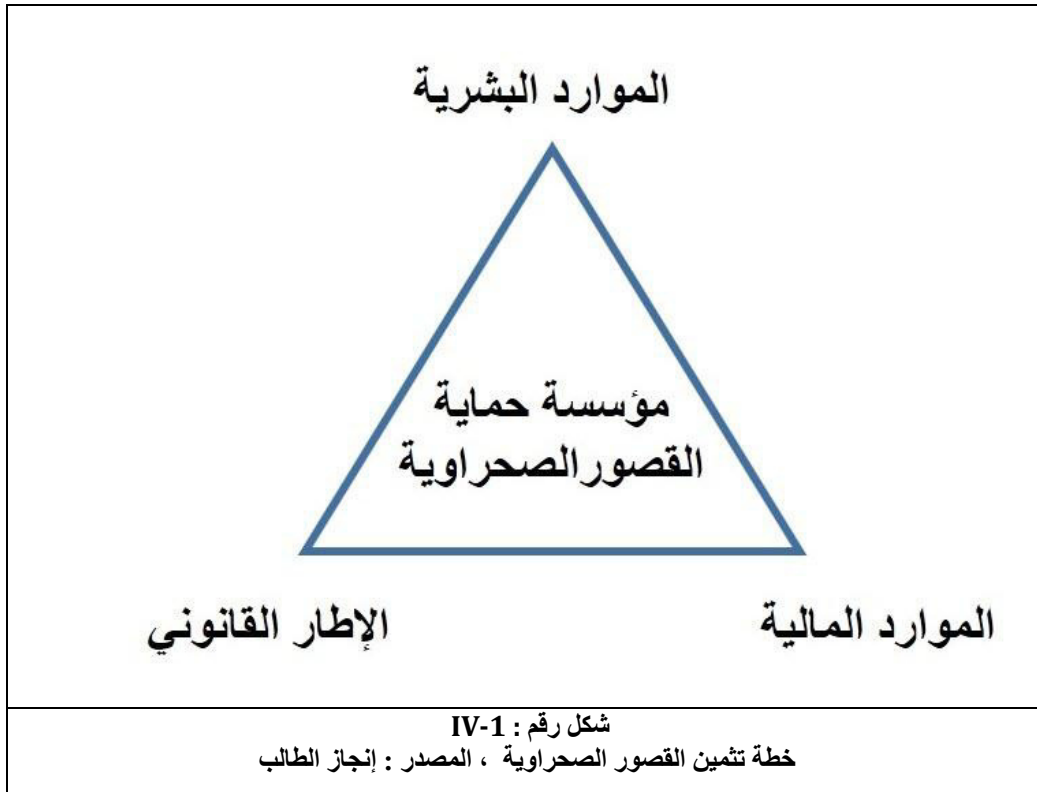 الموارد البشرية
مؤسسة حماية
القصورالصحراوية
الموارد المالية
الإطار القانوني
شكل رقم : IV-1
خطة تثمين القصور الصحراوية ، المصدر : إنجاز الطالب